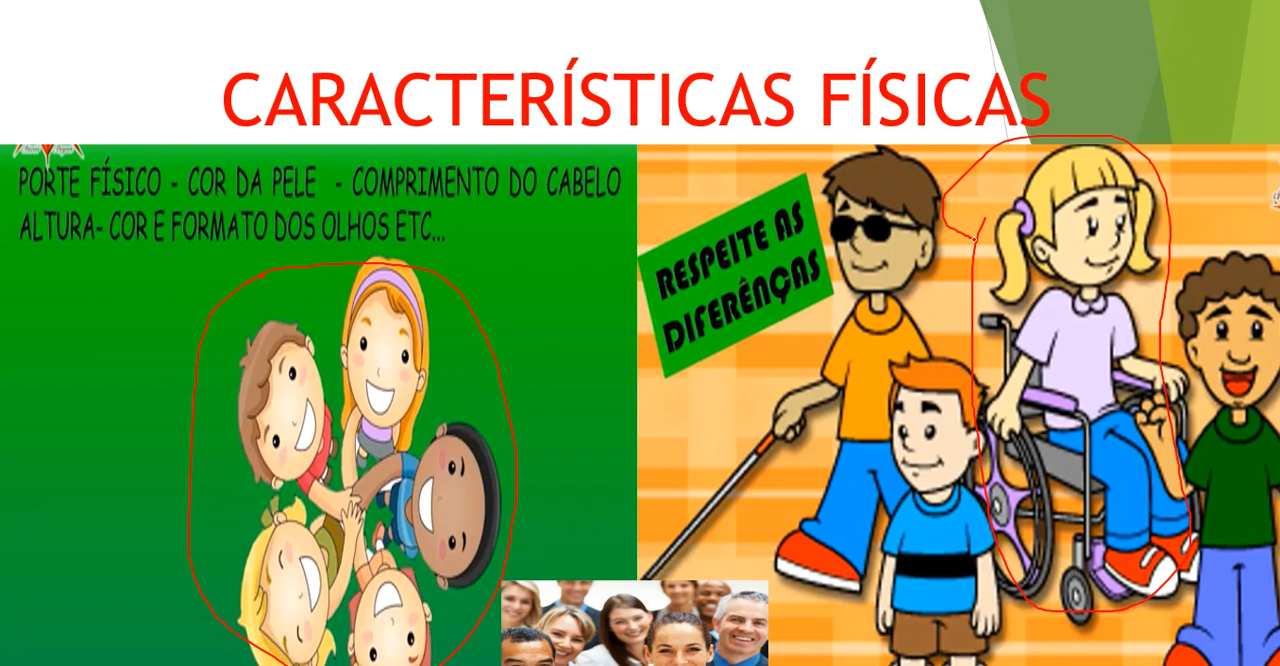 CARACTERÍSTICAS FÍSICAS
PORTE FÍSICO - COR DA PELE - COMPRIMENTO DO CABELO
ALTURA- COR E FORMATO DOS OLHOS ETC...
RESPEITE AS
DIFERÊNÇAS